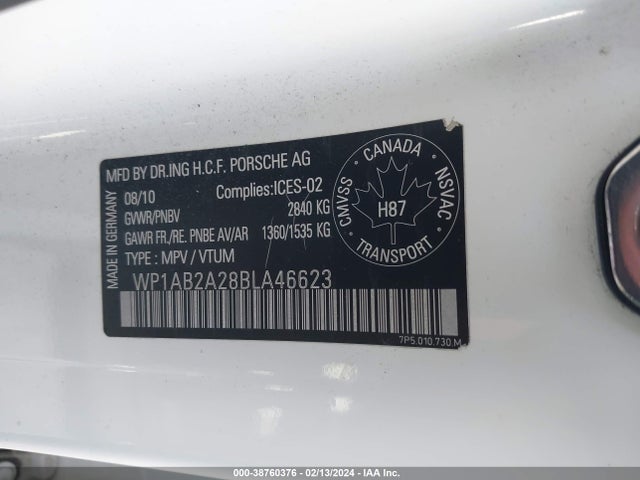 MFD BY DR.ING H.C.F. PORSCHE AG
MADE IN GERMANY
08/10 Complies:ICES-02
GVWR/PNBV 2840 KG
GAWR FR./RE. PNBE AV/AR 1360/1535 KG
TYPE : MPV / VTUM
WP1AB2A28BLA46623
CANADA
CMVSS
NSVAC
H87
TRANSPORT
7P5.010.730.M
000-38760376 - 02/13/2024 - IAAI.com